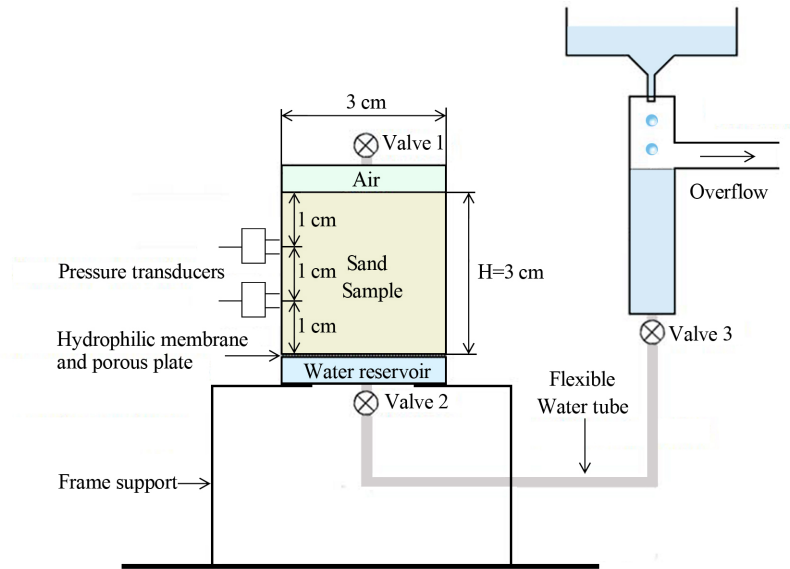 3 cm
Valve 1
Air
1 cm
Overflow
Pressure transducers
1 cm
Sand
Sample
H=3 cm
1 cm
Hydrophilic membrane
and porous plate
Valve 3
Water reservoir
Valve 2
Flexible
Water tube
Frame support